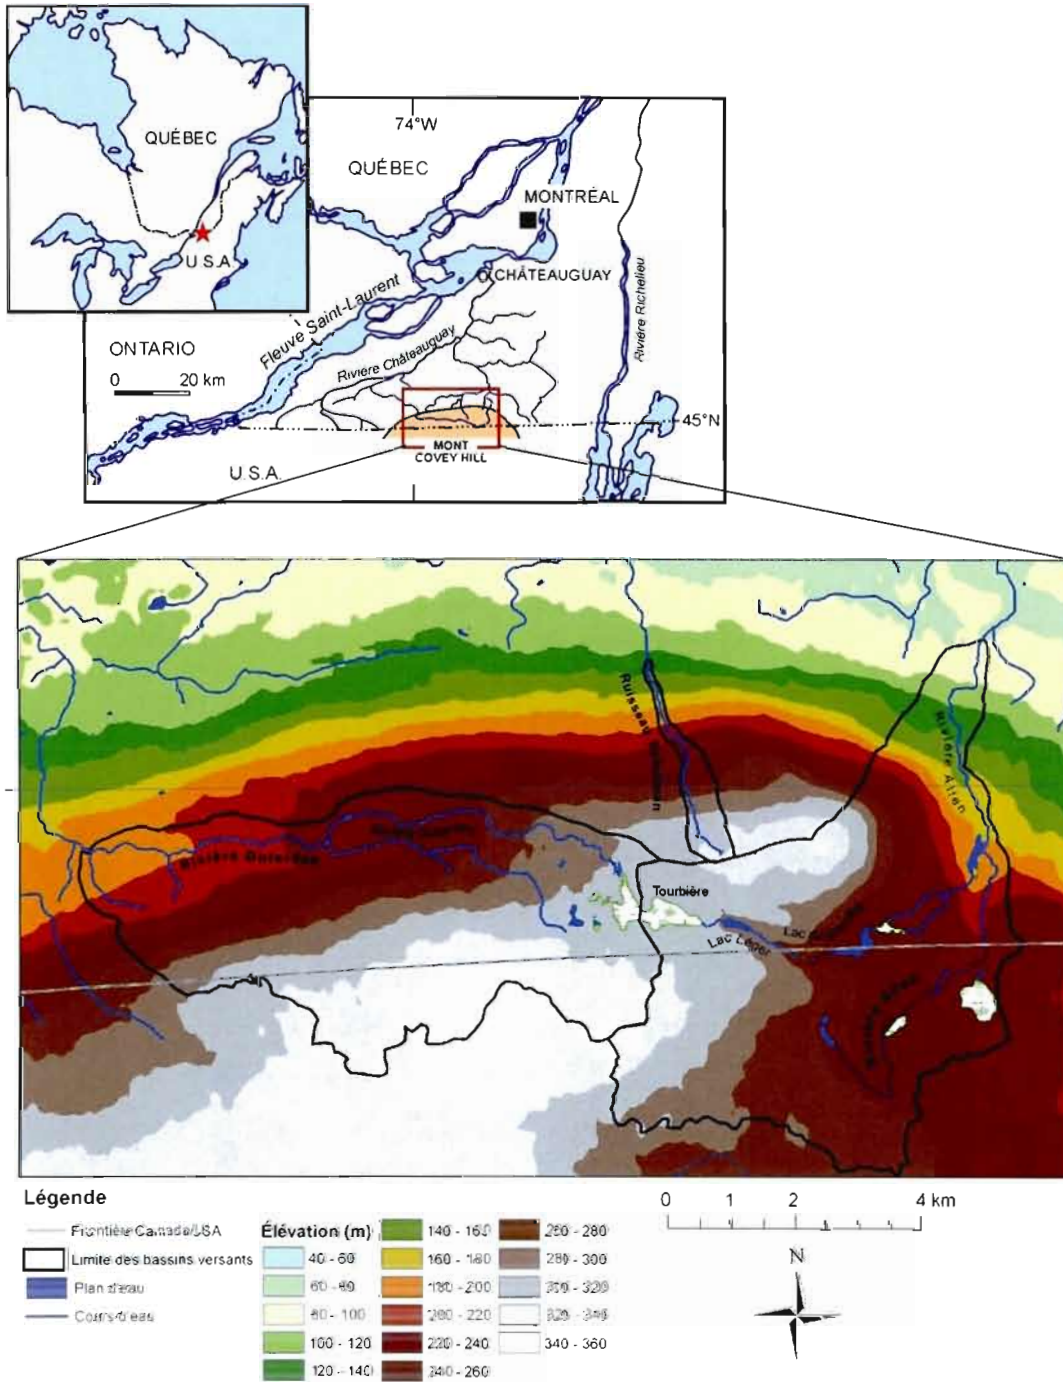 QUÉBEC
U.S.A
74°W
QUÉBEC
MONTRÉAL
CHÂTEAUGUAY
Fleuve Saint-Laurent
Rivière Châteauguay
Rivière Richelieu
ONTARIO
0 20 km
45°N
MONT
COVEY HILL
U.S.A.
Ruisseau
Rivière Allen
Rivière
Tourbière
Lac Léger
Lac
Rivière Allen
Légende
Frontière Canada/USA
Limite des bassins versants
Plan d'eau
Cours d'eau
Élévation (m)
40 - 60
60 - 80
80 - 100
100 - 120
120 - 140
140 - 160
160 - 180
180 - 200
200 - 220
220 - 240
240 - 260
260 - 280
280 - 300
300 - 320
320 - 340
340 - 360
0 1 2 4 km
N